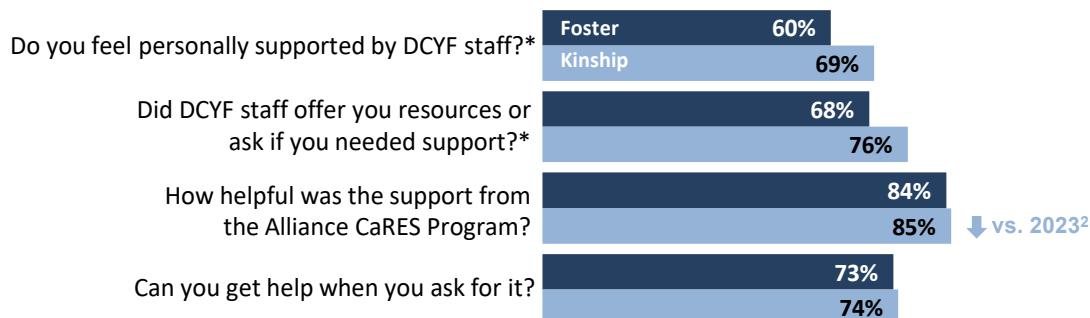 Do you feel personally supported by DCYF staff?*
Foster 60%
Kinship 69%
Did DCYF staff offer you resources or
ask if you needed support?*
68%
76%
How helpful was the support from
the Alliance CaRES Program?
84%
85%
vs. 2023²
Can you get help when you ask for it?
73%
74%